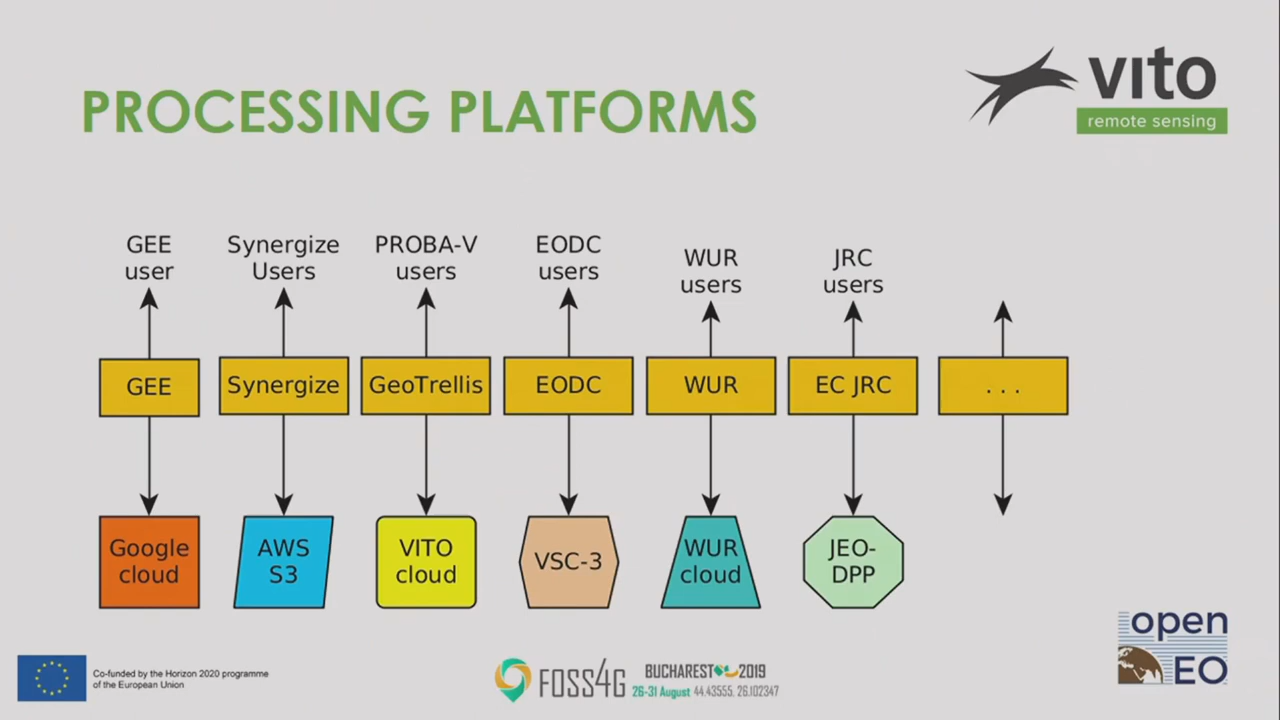 PROCESSING PLATFORMS
vito
remote sensing
GEE
user
Synergize
Users
PROBA-V
users
EODC
users
WUR
users
JRC
users
GEE
Synergize
GeoTrellis
EODC
WUR
EC JRC
. . .
Google
cloud
AWS
S3
VITO
cloud
VSC-3
WUR
cloud
JEO-
DPP
Co-funded by the Horizon 2020 programme
of the European Union
FOSS4G
BUCHAREST 2019
26-31 August 44.43555, 26.102347
open
EO